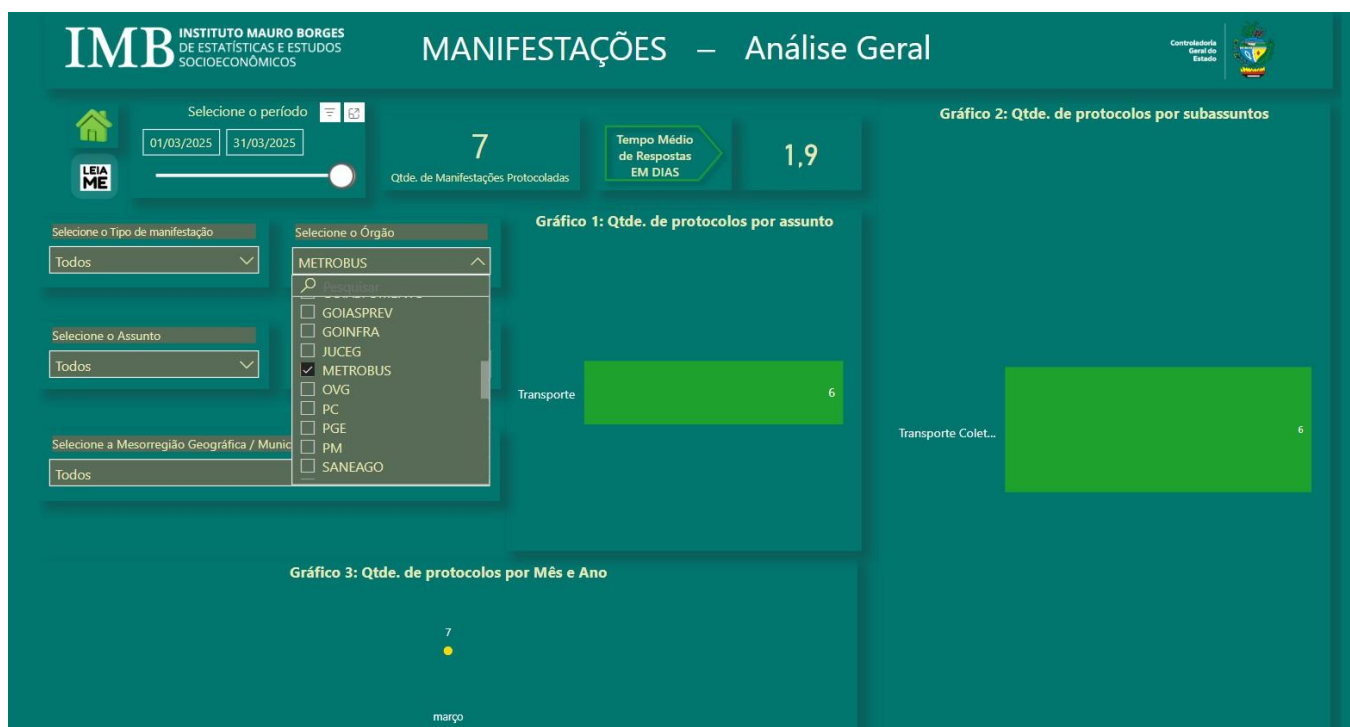 IMB INSTITUTO MAURO BORGES
DE ESTATÍSTICAS E ESTUDOS
SOCIOECONÔMICOS
MANIFESTAÇÕES – Análise Geral
Controladoria
Geral do
Estado
Selecione o período
01/03/2025 31/03/2025
LEIA
ME
7
Qtde. de Manifestações Protocoladas
Tempo Médio
de Respostas
EM DIAS
1,9
Gráfico 2: Qtde. de protocolos por subassuntos
Transporte Colet...
6
Selecione o Tipo de manifestação
Todos
Selecione o Órgão
METROBUS
Pesquisar
GOIASPREV
GOINFRA
JUCEG
METROBUS
OVG
PC
PGE
PM
SANEAGO
Selecione o Assunto
Todos
Selecione a Mesorregião Geográfica / Munic
Todos
Gráfico 1: Qtde. de protocolos por assunto
Transporte
6
Gráfico 3: Qtde. de protocolos por Mês e Ano
7
março